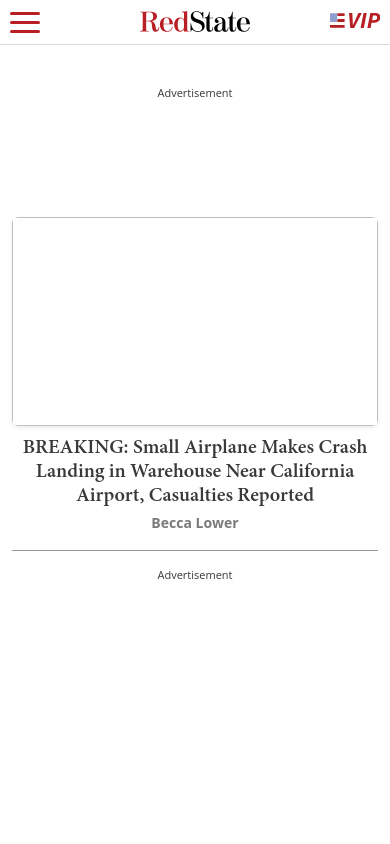 RedState
VIP
Advertisement
BREAKING: Small Airplane Makes Crash
Landing in Warehouse Near California
Airport, Casualties Reported
Becca Lower
Advertisement